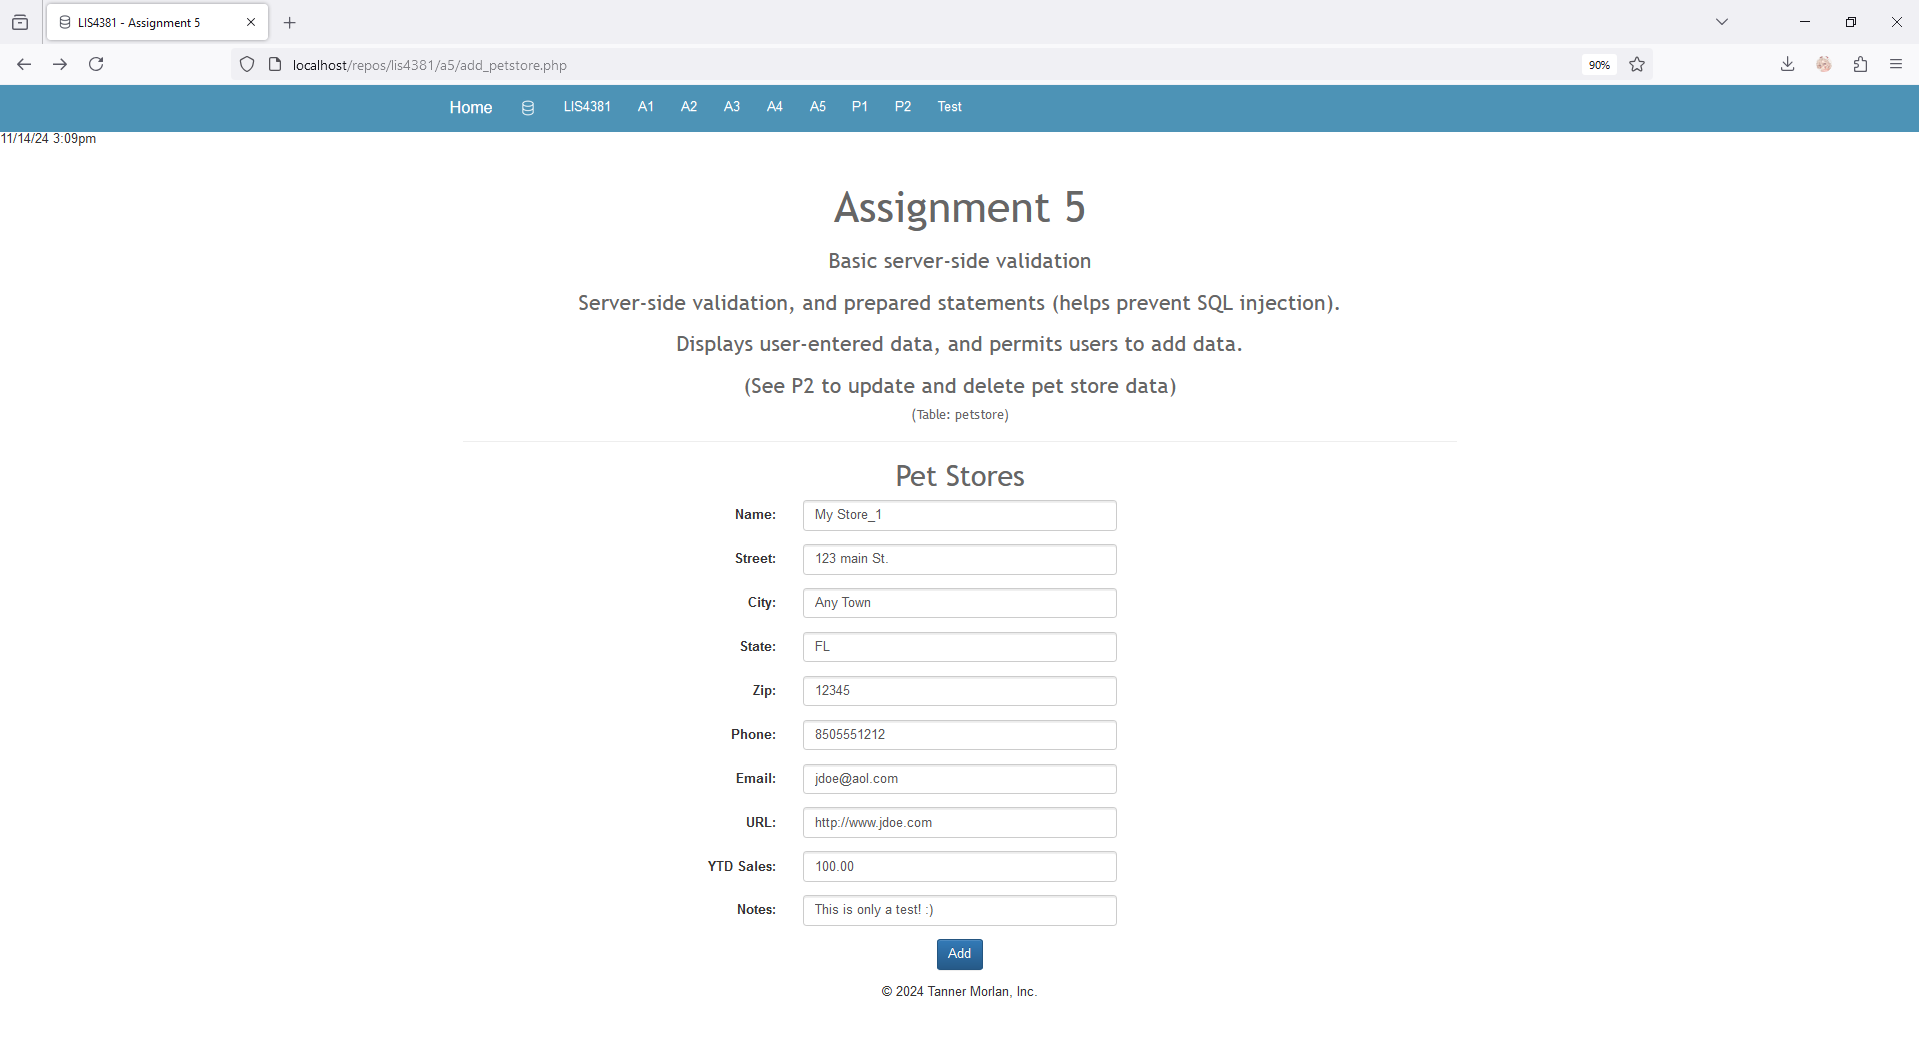 LIS4381 - Assignment 5
localhost/repos/lis4381/a5/add_petstore.php
90%
Home LIS4381 A1 A2 A3 A4 A5 P1 P2 Test
11/14/24 3:09pm
Assignment 5
Basic server-side validation
Server-side validation, and prepared statements (helps prevent SQL injection).
Displays user-entered data, and permits users to add data.
(See P2 to update and delete pet store data)
(Table: petstore)
Pet Stores
Name: My Store_1
Street: 123 main St.
City: Any Town
State: FL
Zip: 12345
Phone: 8505551212
Email: jdoe@aol.com
URL: http://www.jdoe.com
YTD Sales: 100.00
Notes: This is only a test! :)
Add
© 2024 Tanner Morlan, Inc.